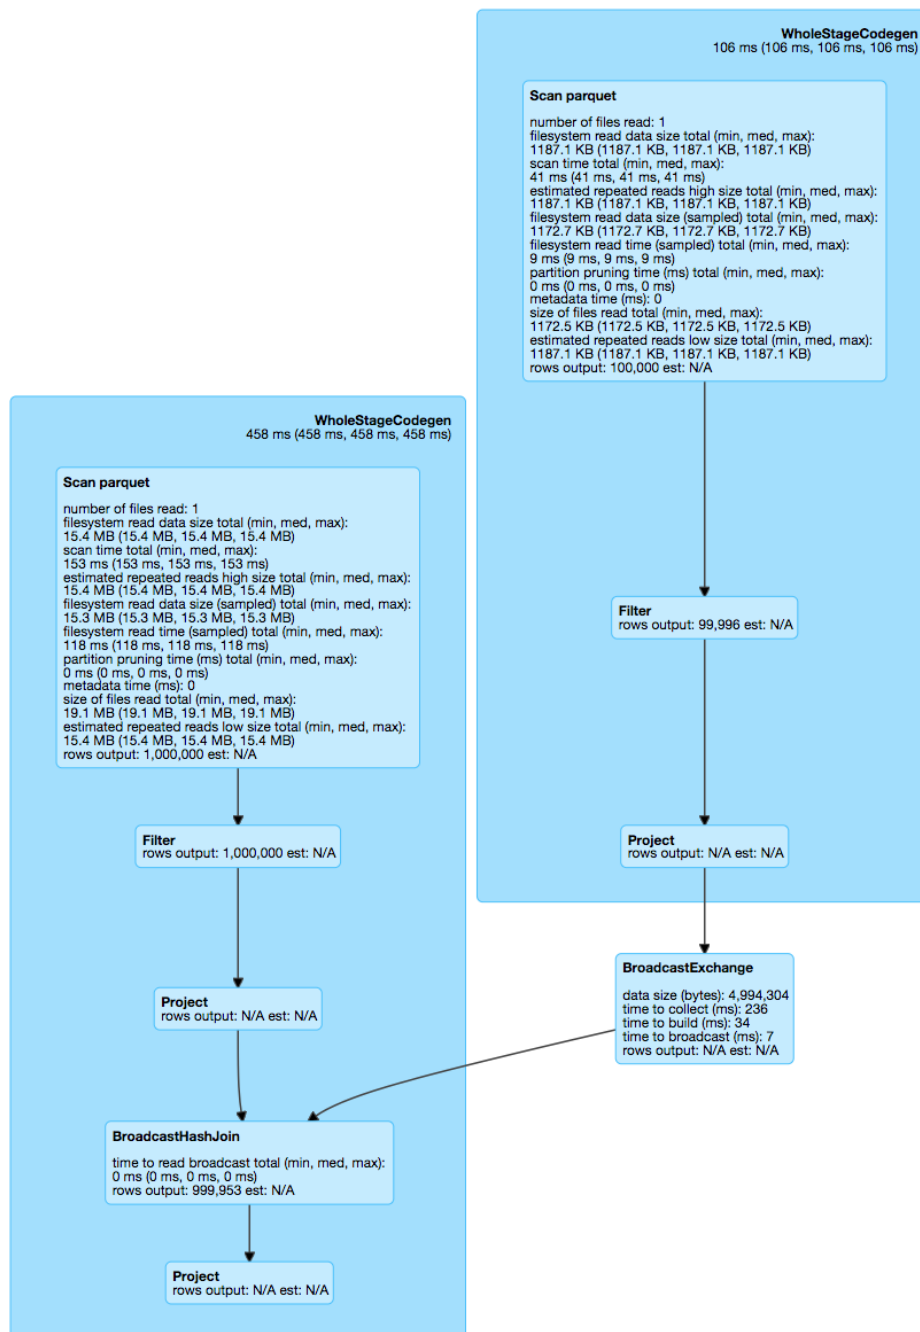 WholeStageCodegen
106 ms (106 ms, 106 ms, 106 ms)
Scan parquet
number of files read: 1
filesystem read data size total (min, med, max):
1187.1 KB (1187.1 KB, 1187.1 KB, 1187.1 KB)
scan time total (min, med, max):
41 ms (41 ms, 41 ms, 41 ms)
estimated repeated reads high size total (min, med, max):
1187.1 KB (1187.1 KB, 1187.1 KB, 1187.1 KB)
filesystem read data size (sampled) total (min, med, max):
1172.7 KB (1172.7 KB, 1172.7 KB, 1172.7 KB)
filesystem read time (sampled) total (min, med, max):
9 ms (9 ms, 9 ms, 9 ms)
partition pruning time (ms) total (min, med, max):
0 ms (0 ms, 0 ms, 0 ms)
metadata time (ms): 0
size of files read total (min, med, max):
1172.5 KB (1172.5 KB, 1172.5 KB, 1172.5 KB)
estimated repeated reads low size total (min, med, max):
1187.1 KB (1187.1 KB, 1187.1 KB, 1187.1 KB)
rows output: 100,000 est: N/A
WholeStageCodegen
458 ms (458 ms, 458 ms, 458 ms)
Scan parquet
number of files read: 1
filesystem read data size total (min, med, max):
15.4 MB (15.4 MB, 15.4 MB, 15.4 MB)
scan time total (min, med, max):
153 ms (153 ms, 153 ms, 153 ms)
estimated repeated reads high size total (min, med, max):
15.4 MB (15.4 MB, 15.4 MB, 15.4 MB)
filesystem read data size (sampled) total (min, med, max):
15.3 MB (15.3 MB, 15.3 MB, 15.3 MB)
filesystem read time (sampled) total (min, med, max):
118 ms (118 ms, 118 ms, 118 ms)
partition pruning time (ms) total (min, med, max):
0 ms (0 ms, 0 ms, 0 ms)
metadata time (ms): 0
size of files read total (min, med, max):
19.1 MB (19.1 MB, 19.1 MB, 19.1 MB)
estimated repeated reads low size total (min, med, max):
15.4 MB (15.4 MB, 15.4 MB, 15.4 MB)
rows output: 1,000,000 est: N/A
Filter
rows output: 99,996 est: N/A
Filter
rows output: 1,000,000 est: N/A
Project
rows output: N/A est: N/A
BroadcastExchange
data size (bytes): 4,994,304
time to collect (ms): 236
time to build (ms): 34
time to broadcast (ms): 7
rows output: N/A est: N/A
Project
rows output: N/A est: N/A
BroadcastHashJoin
time to read broadcast total (min, med, max):
0 ms (0 ms, 0 ms, 0 ms)
rows output: 999,953 est: N/A
Project
rows output: N/A est: N/A